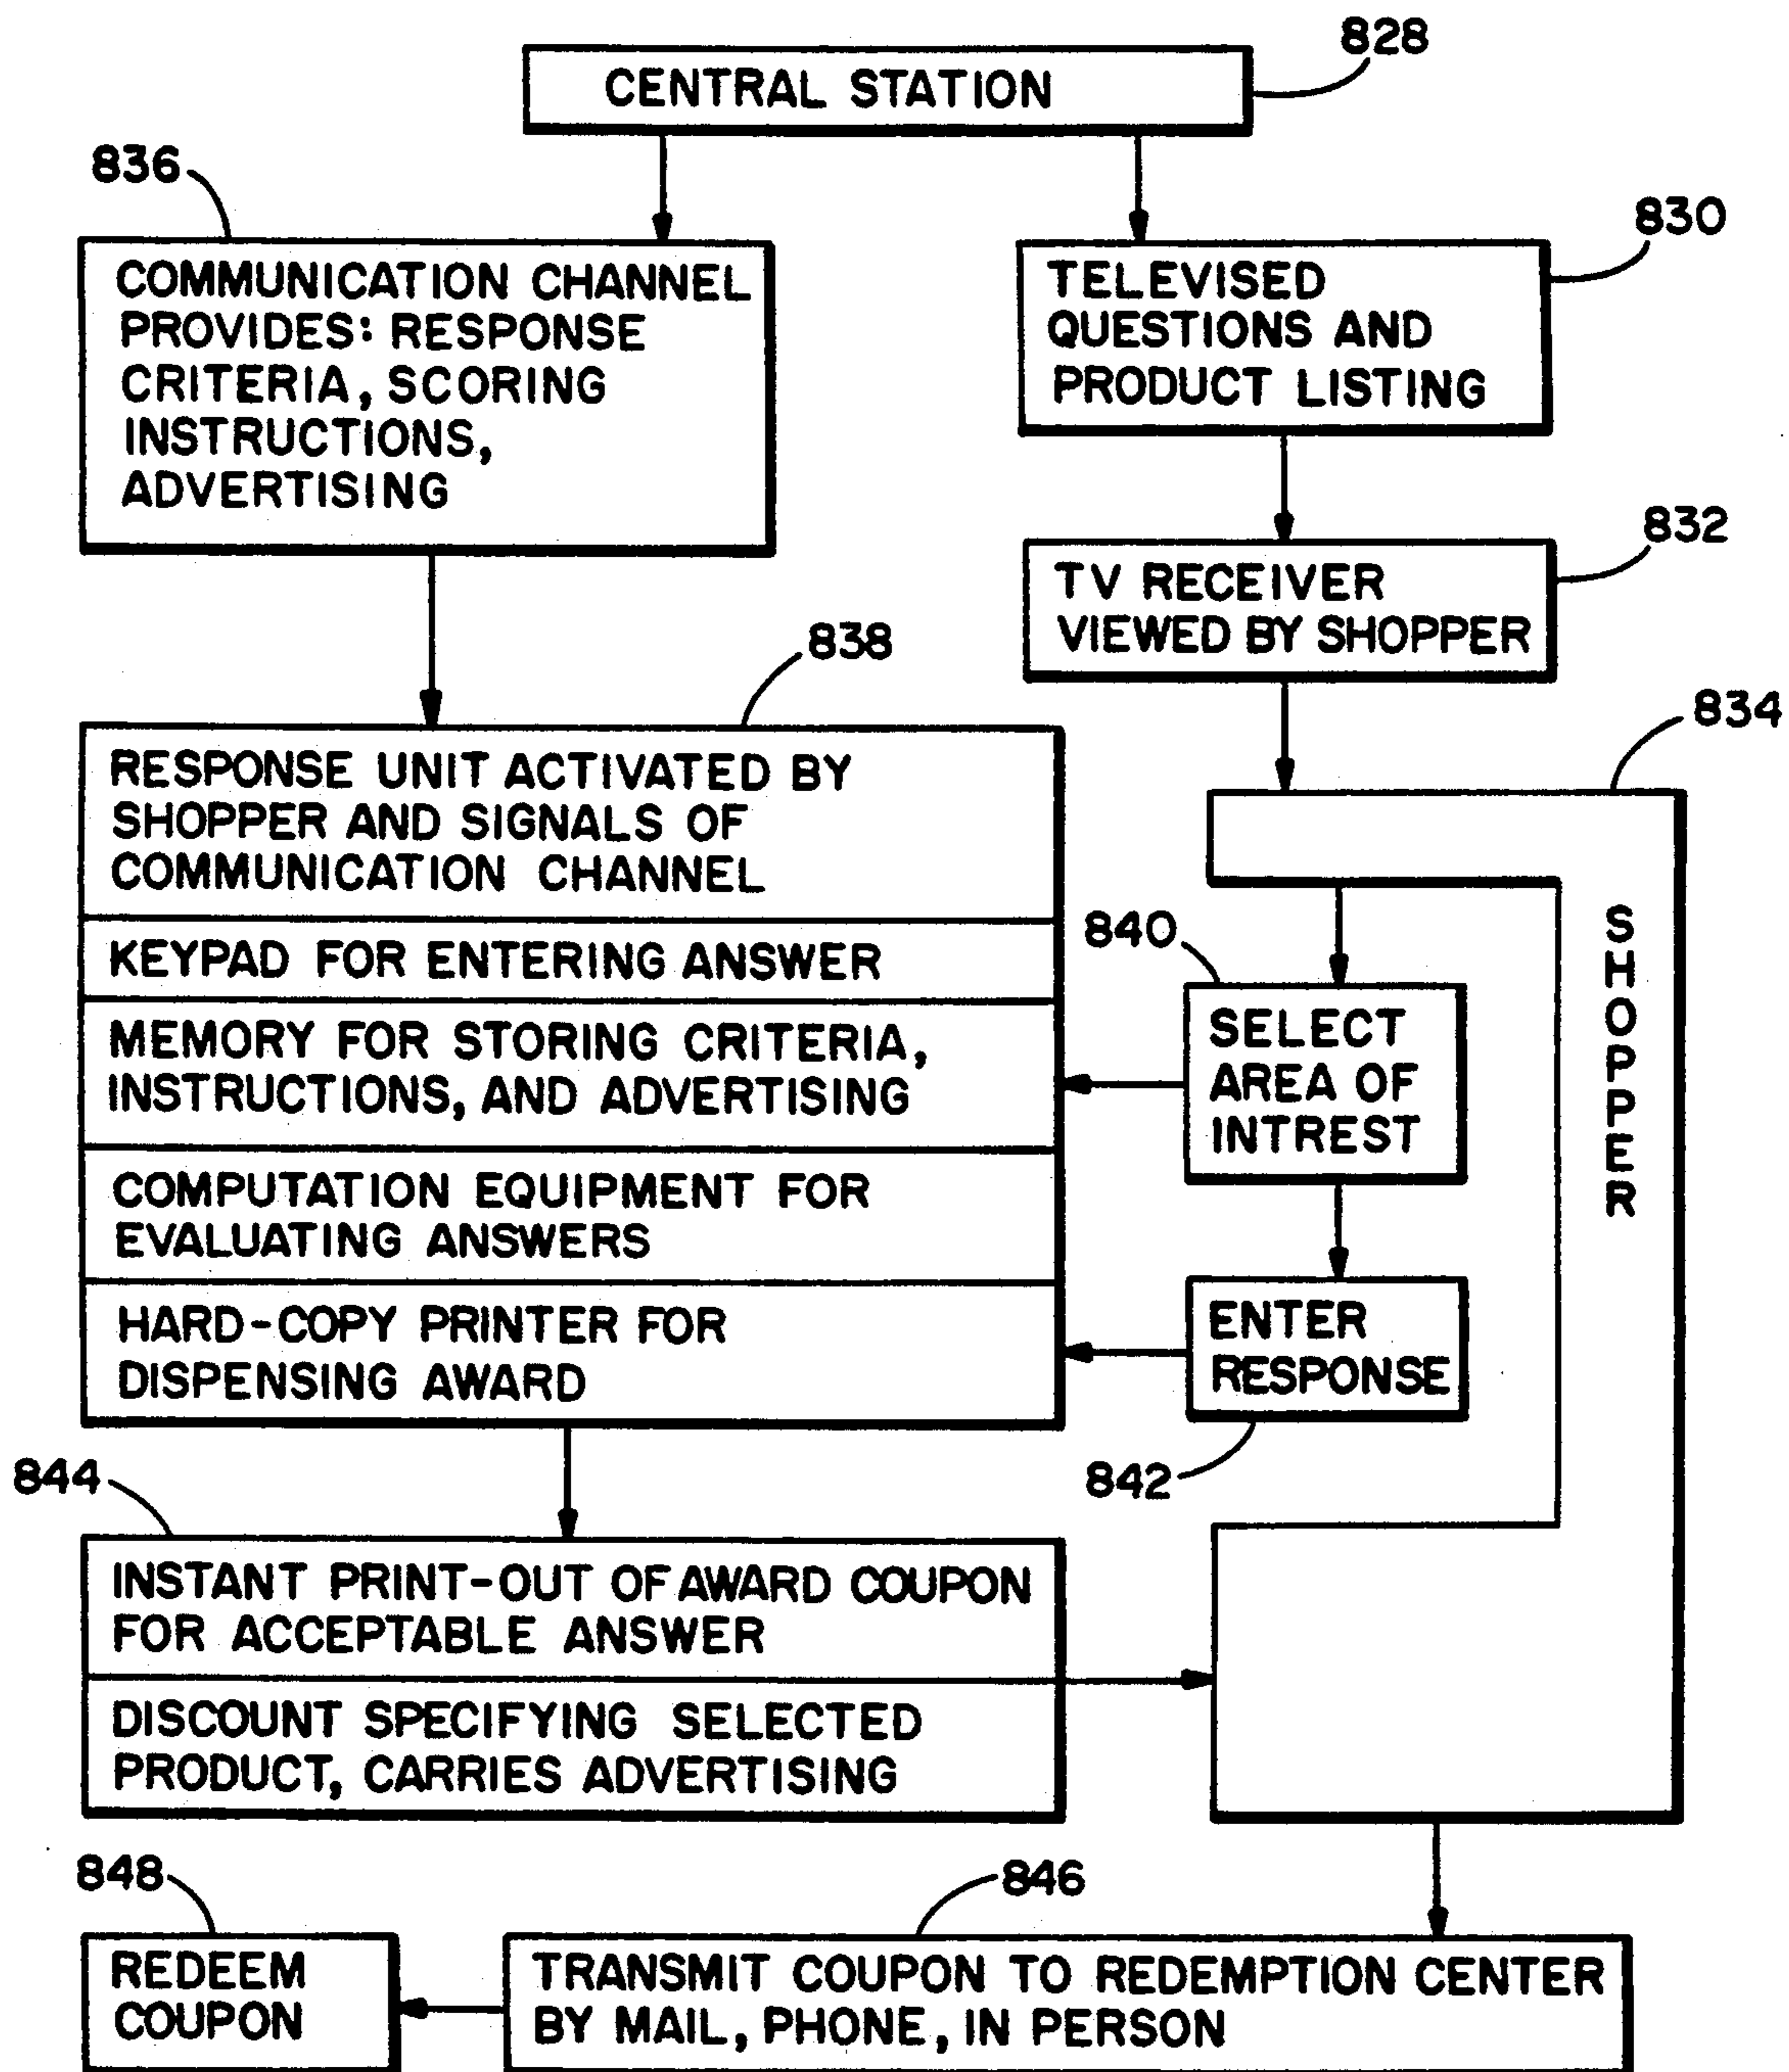 828
CENTRAL STATION
836
COMMUNICATION CHANNEL
PROVIDES: RESPONSE
CRITERIA, SCORING
INSTRUCTIONS,
ADVERTISING
830
TELEVISED
QUESTIONS AND
PRODUCT LISTING
832
TV RECEIVER
VIEWED BY SHOPPER
834
SHOPPER
838
RESPONSE UNIT ACTIVATED BY
SHOPPER AND SIGNALS OF
COMMUNICATION CHANNEL
KEYPAD FOR ENTERING ANSWER
MEMORY FOR STORING CRITERIA,
INSTRUCTIONS, AND ADVERTISING
COMPUTATION EQUIPMENT FOR
EVALUATING ANSWERS
HARD-COPY PRINTER FOR
DISPENSING AWARD
840
SELECT
AREA OF
INTREST
ENTER
RESPONSE
842
844
INSTANT PRINT-OUT OF AWARD COUPON
FOR ACCEPTABLE ANSWER
DISCOUNT SPECIFYING SELECTED
PRODUCT, CARRIES ADVERTISING
848
REDEEM
COUPON
846
TRANSMIT COUPON TO REDEMPTION CENTER
BY MAIL, PHONE, IN PERSON